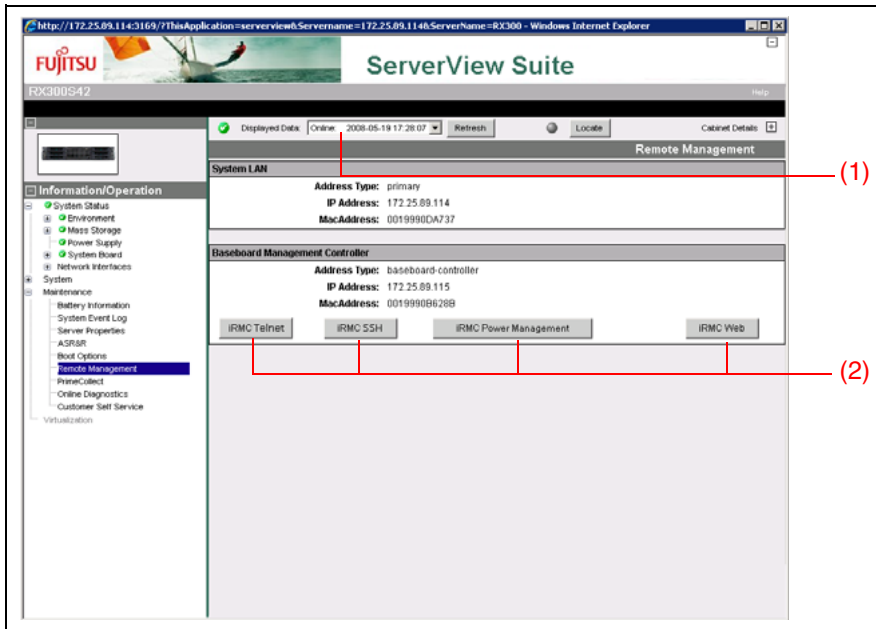 http://172.25.89.114:3169/?ThisApplication=serverview&Servername=172.25.89.114&ServerName=RX300 - Windows Internet Explorer
FUJITSU
ServerView Suite
RX300S42
Help
Displayed Data: Online: 2008-05-19 17:28:07 Refresh Locate Cabinet Details
Remote Management
(1)
System LAN
Address Type: primary
IP Address: 172.25.89.114
MacAddress: 0019990DA737
Baseboard Management Controller
Address Type: baseboard-controller
IP Address: 172.25.89.115
MacAddress: 0019990B628B
iRMC Telnet iRMC SSH iRMC Power Management iRMC Web
(2)
Information/Operation
System Status
Environment
Mass Storage
Power Supply
System Board
Network Interfaces
System
Maintenance
Battery Information
System Event Log
Server Properties
ASR&R
Boot Options
Remote Management
PrimeCollect
Online Diagnostics
Customer Self Service
Virtualization